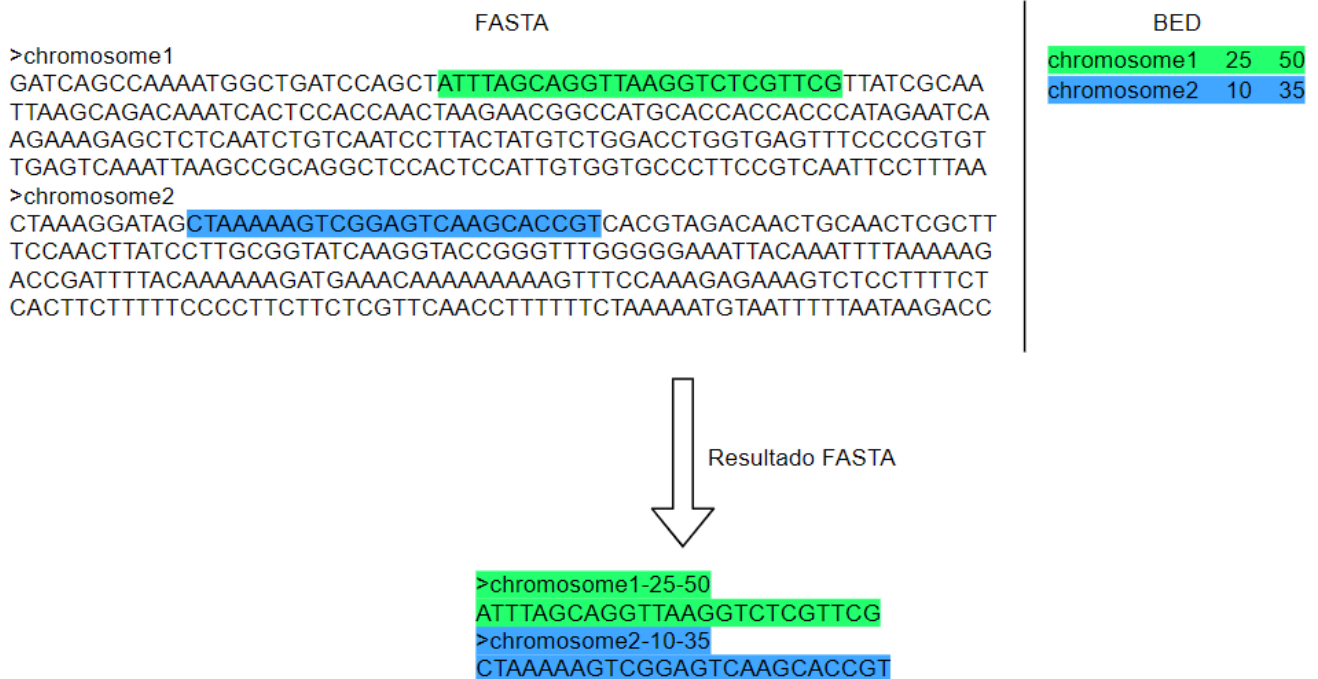 FASTA
>chromosome1
GATCAGCCAAAATGGCTGATCCAGCTATTTAGCAGGTTAAGGTCTCGTTCGTTATCGCAA
TTAAGCAGACAAATCACTCCACCAACTAAGAACGGCCATGCACCACCACCCATAGAATCA
AGAAAGAGCTCTCAATCTGTCAATCCTTACTATGTCTGGACCTGGTGAGTTTCCCCGTGT
TGAGTCAAATTAAGCCGCAGGCTCCACTCCATTGTGGTGCCCTTCCGTCAATTCCTTTAA
>chromosome2
CTAAAGGATAGCTAAAAAGTCGGAGTCAAGCACCGTCACGTAGACAACTGCAACTCGCTT
TCCAACTTATCCTTGCGGTATCAAGGTACCGGGTTTGGGGGAAATTACAAATTTTAAAAAG
ACCGATTTTACAAAAAAGATGAAACAAAAAAAAAGTTTCCAAAGAGAAAGTCTCCTTTTCT
CACTTCTTTTTCCCCTTCTTCTCGTTCAACCTTTTTTCTAAAAATGTAATTTTTAATAAGACC
BED
chromosome1 25 50
chromosome2 10 35
Resultado FASTA
>chromosome1-25-50
ATTTAGCAGGTTAAGGTCTCGTTCG
>chromosome2-10-35
CTAAAAAGTCGGAGTCAAGCACCGT